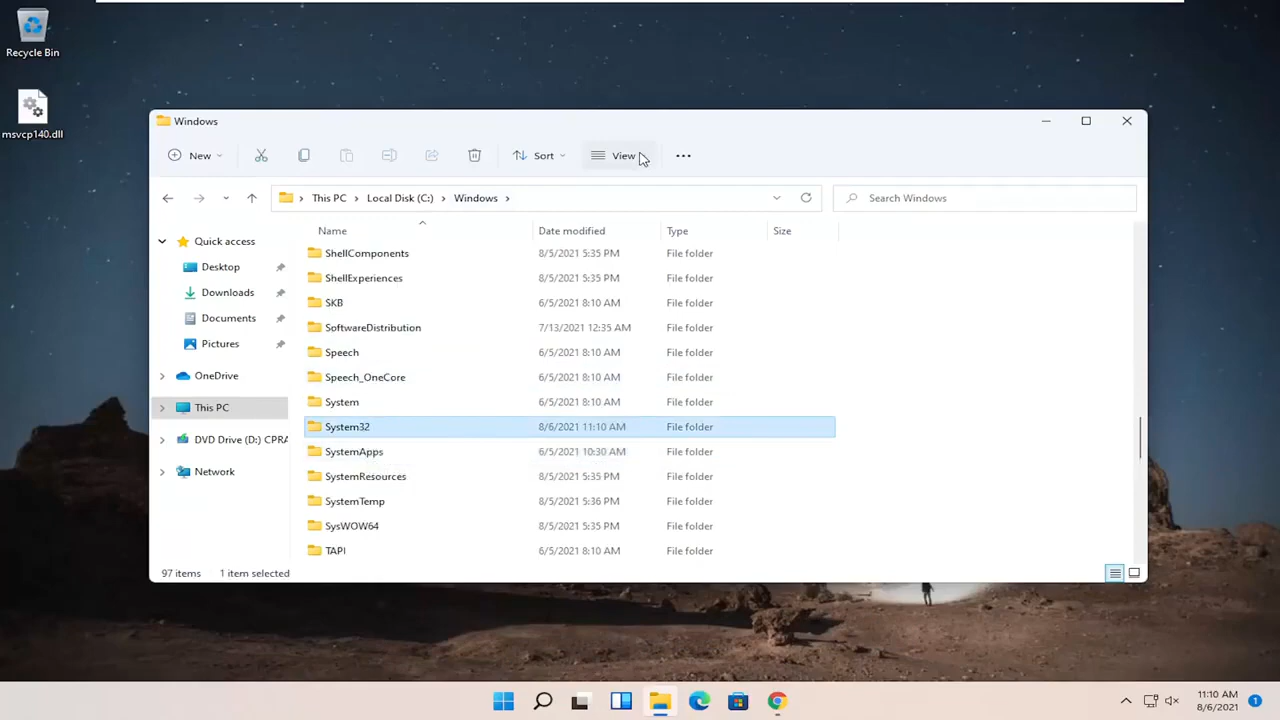 Recycle Bin
msvcp140.dll
Windows
New
Sort
View
This PC
Local Disk (C:)
Windows
Search Windows
Name
Date modified
Type
Size
Quick access
Desktop
Downloads
Documents
Pictures
OneDrive
This PC
DVD Drive (D:) CPRA
Network
ShellComponents 8/5/2021 5:35 PM File folder
ShellExperiences 8/5/2021 5:35 PM File folder
SKB 6/5/2021 8:10 AM File folder
SoftwareDistribution 7/13/2021 12:35 AM File folder
Speech 6/5/2021 8:10 AM File folder
Speech_OneCore 6/5/2021 8:10 AM File folder
System 6/5/2021 8:10 AM File folder
System32 8/6/2021 11:10 AM File folder
SystemApps 6/5/2021 10:30 AM File folder
SystemResources 8/5/2021 5:35 PM File folder
SystemTemp 8/5/2021 5:36 PM File folder
SysWOW64 8/5/2021 5:35 PM File folder
TAPI 6/5/2021 8:10 AM File folder
97 items 1 item selected
11:10 AM
8/6/2021
1